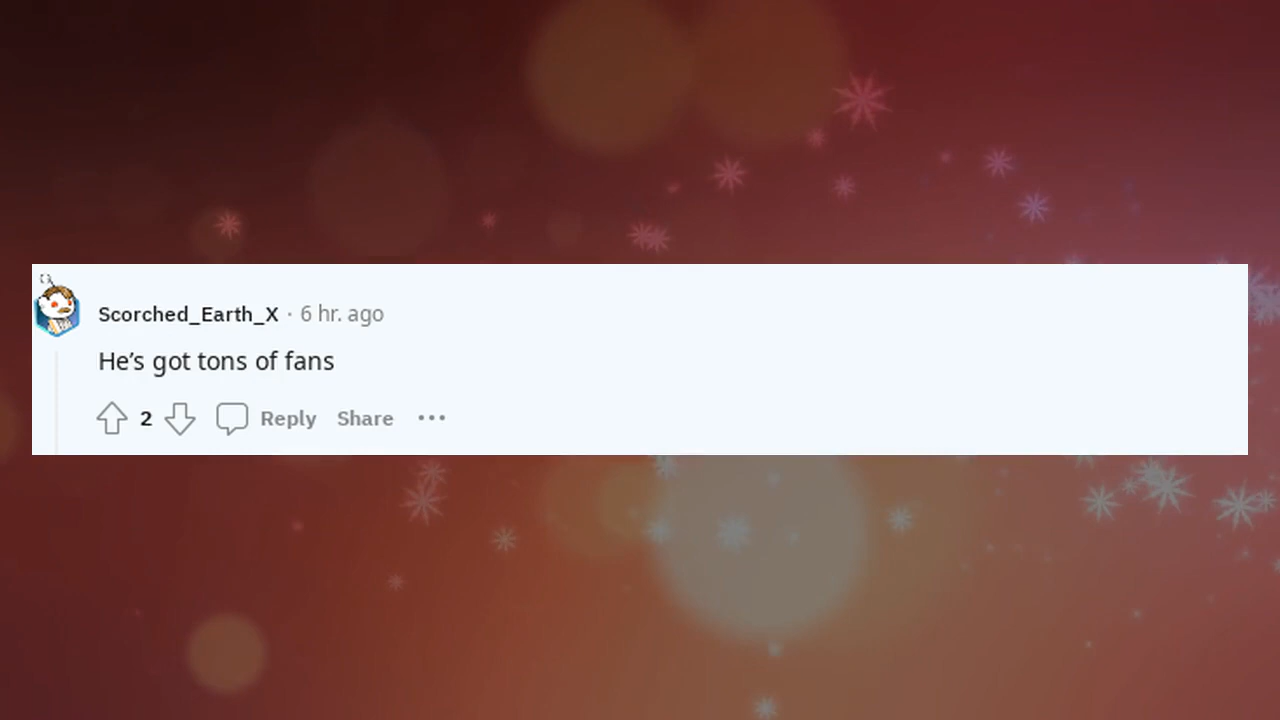 Scorched_Earth_X · 6 hr. ago
He’s got tons of fans
2 Reply Share ···